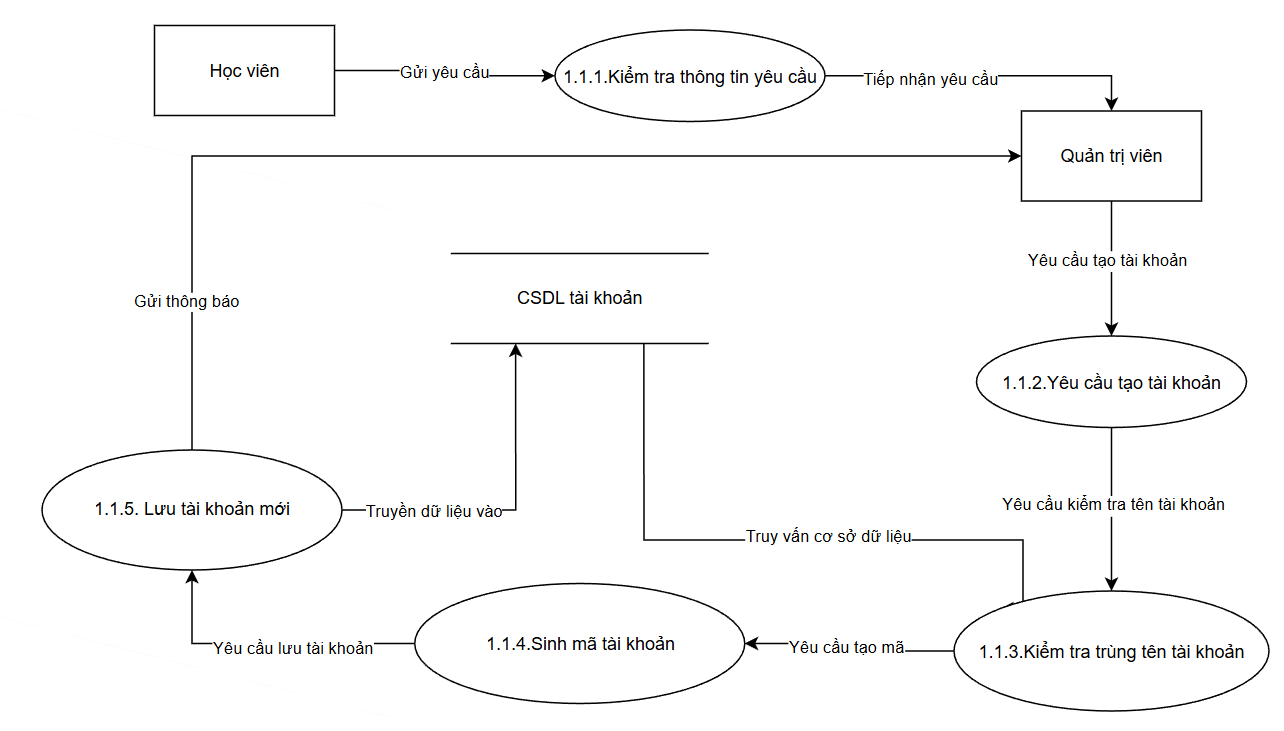 Học viên
Gửi yêu cầu
1.1.1.Kiểm tra thông tin yêu cầu
Tiếp nhận yêu cầu
Quản trị viên
Yêu cầu tạo tài khoản
Gửi thông báo
CSDL tài khoản
1.1.2.Yêu cầu tạo tài khoản
Yêu cầu kiểm tra tên tài khoản
1.1.5. Lưu tài khoản mới
Truyền dữ liệu vào
Truy vấn cơ sở dữ liệu
Yêu cầu lưu tài khoản
1.1.4.Sinh mã tài khoản
Yêu cầu tạo mã
1.1.3.Kiểm tra trùng tên tài khoản